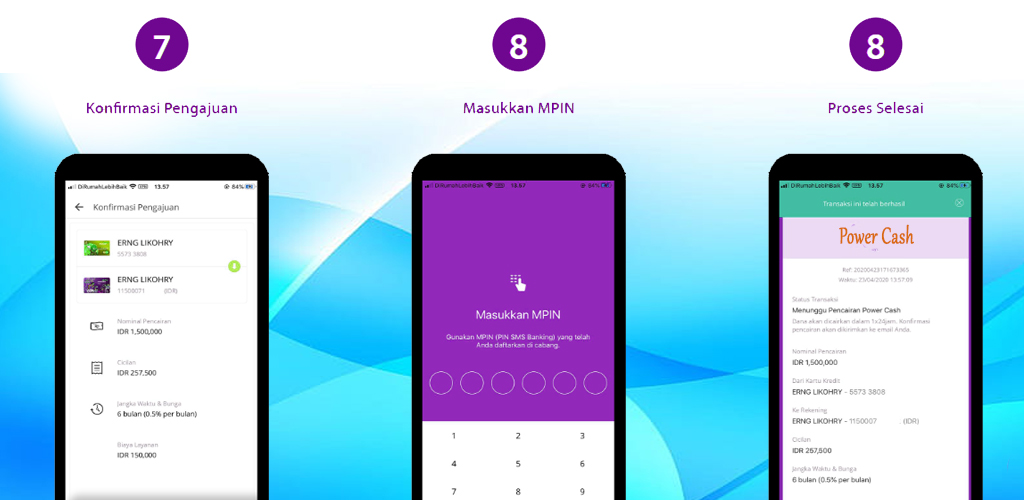 7
Konfirmasi Pengajuan
DiRumahLebihBaik
13.57
84%
Konfirmasi Pengajuan
ERNG LIKOHRY
5573 3808
ERNG LIKOHRY
11500071 (IDR)
Nominal Pencairan
IDR 1,500,000
Cicilan
IDR 257,500
Jangka Waktu & Bunga
6 bulan (0.5% per bulan)
Biaya Layanan
IDR 150,000
8
Masukkan MPIN
DiRumahLebihBaik
13.57
84%
Masukkan MPIN
Gunakan MPIN (PIN SMS Banking) yang telah
Anda daftarkan di cabang.
1 2 3
4 5 6
7 8 9
8
Proses Selesai
DiRumahLebihBaik
13.57
84%
Transaksi ini telah berhasil
Power Cash
Ref: 20200423171673965
Waktu: 23/04/2020 13:57:09
Status Transaksi
Menunggu Pencairan Power Cash
Dana akan dicairkan dalam 1x24jam. Konfirmasi
pencairan akan dikirimkan ke email Anda.
Nominal Pencairan
IDR 1,500,000
Dari Kartu Kredit
ERNG LIKOHRY - 5573 3808
Ke Rekening
ERNG LIKOHRY - 1150007 . (IDR)
Cicilan
IDR 257,500
Jangka Waktu & Bunga
6 bulan (0.5% per bulan)